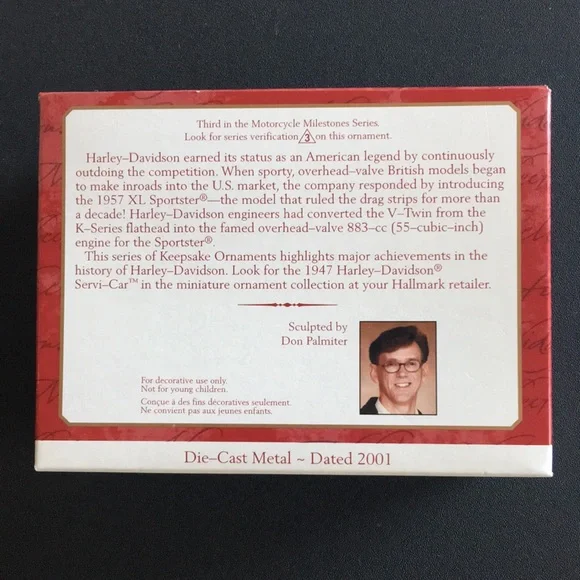 Third in the Motorcycle Milestones Series.
Look for series verification 3 on this ornament.
Harley–Davidson earned its status as an American legend by continuously
outdoing the competition. When sporty, overhead–valve British models began
to make inroads into the U.S. market, the company responded by introducing
the 1957 XL Sportster®—the model that ruled the drag strips for more than
a decade! Harley–Davidson engineers had converted the V–Twin from the
K–Series flathead into the famed overhead–valve 883–cc (55–cubic–inch)
engine for the Sportster®.
This series of Keepsake Ornaments highlights major achievements in the
history of Harley–Davidson. Look for the 1947 Harley–Davidson®
Servi–Car™ in the miniature ornament collection at your Hallmark retailer.
Sculpted by
Don Palmiter
For decorative use only.
Not for young children.
Conçue á des fins décoratives seulement.
Ne convient pas aux jeunes enfants.
Die–Cast Metal ~ Dated 2001